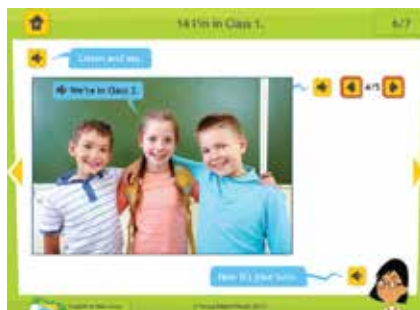 14 I'm in Class 1.
6/7
Listen and say.
We're in Class 2.
4/5
Now it's your turn.